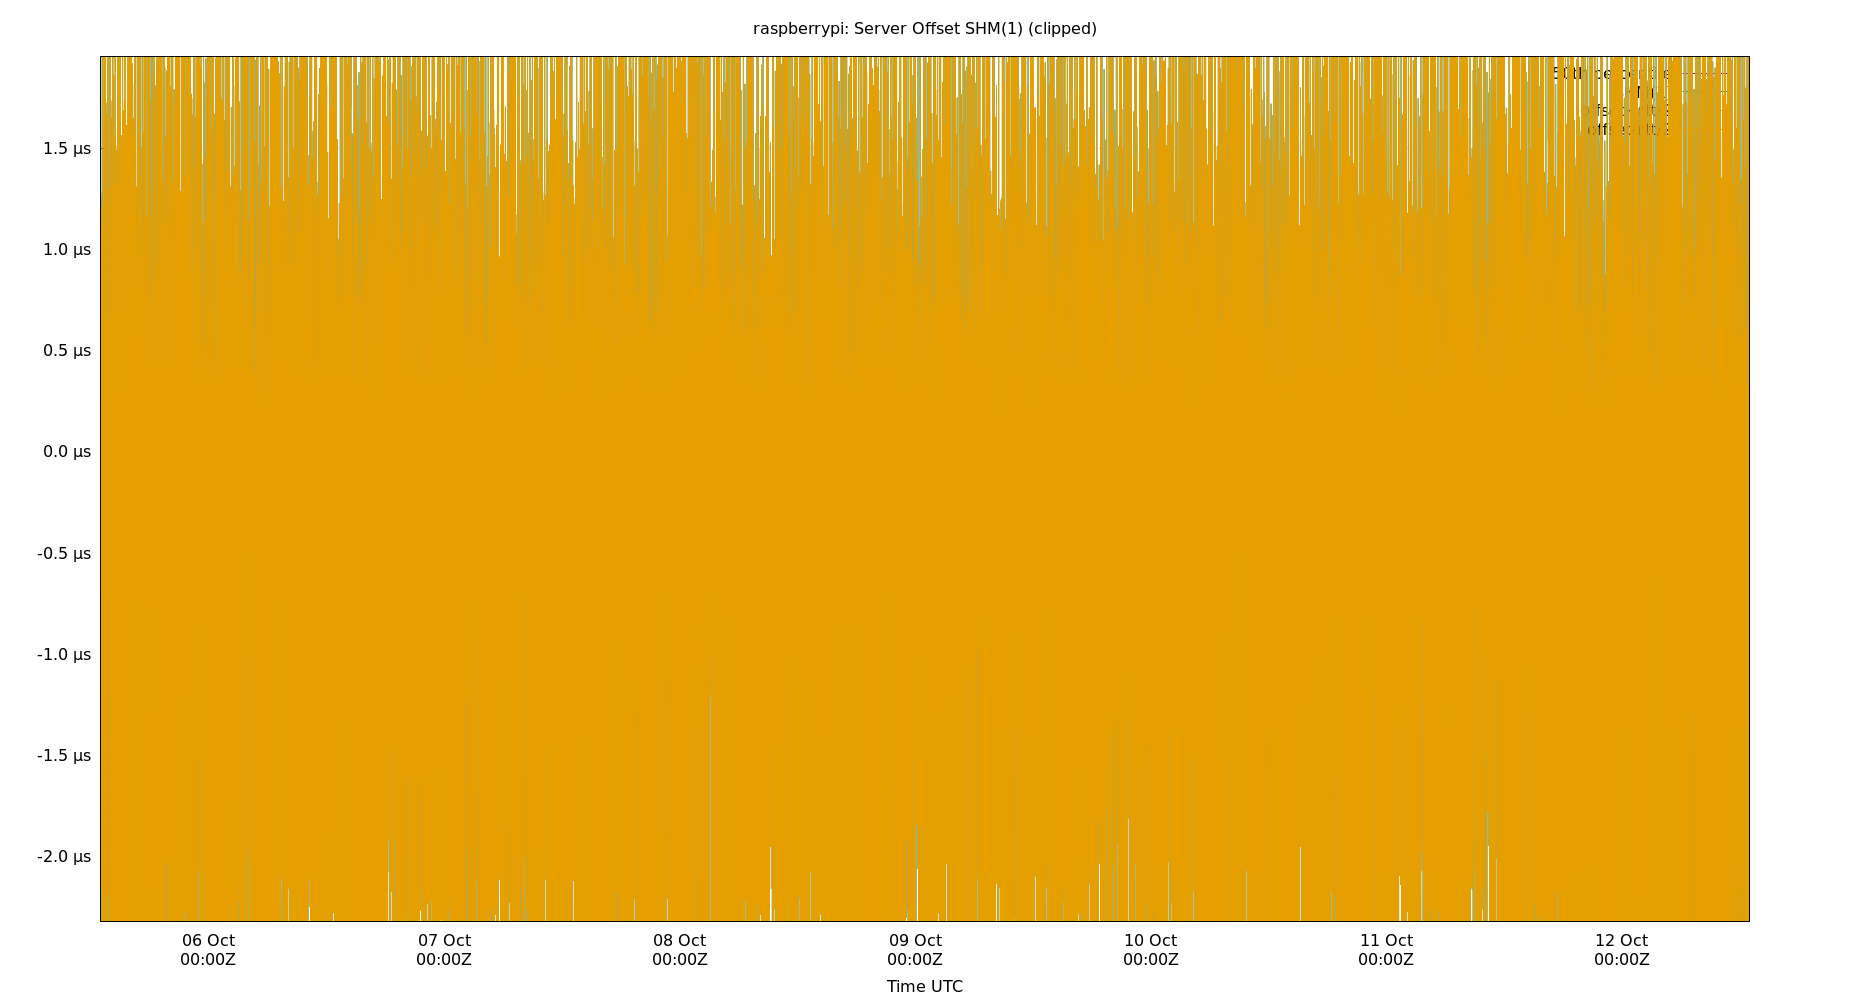 raspberrypi: Server Offset SHM(1) (clipped)
1.5 µs
1.0 µs
0.5 µs
0.0 µs
-0.5 µs
-1.0 µs
-1.5 µs
-2.0 µs
06 Oct 07 Oct 08 Oct 09 Oct 10 Oct 11 Oct 12 Oct
00:00Z 00:00Z 00:00Z 00:00Z 00:00Z 00:00Z 00:00Z
Time UTC